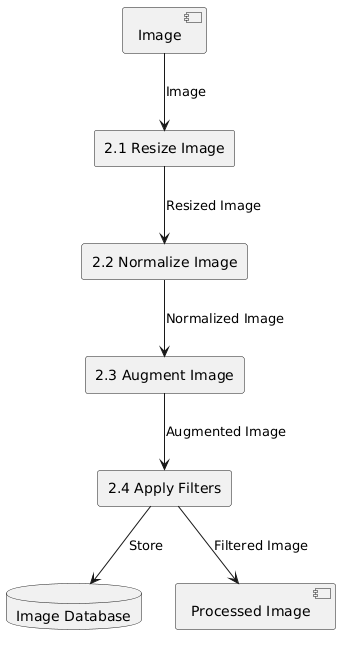 Image
Image
2.1 Resize Image
Resized Image
2.2 Normalize Image
Normalized Image
2.3 Augment Image
Augmented Image
2.4 Apply Filters
Store
Filtered Image
Image Database
Processed Image